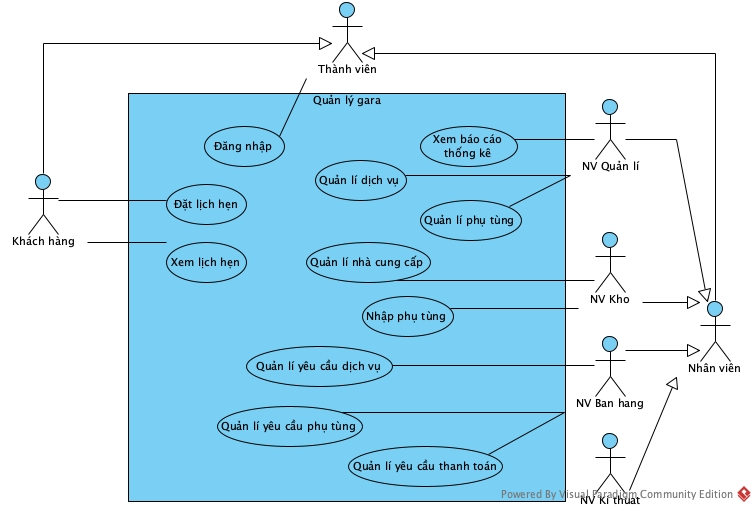 Thành viên
Quản lý gara
Đăng nhập
Xem báo cáo
thống kê
NV Quản lí
Quản lí dịch vụ
Đặt lịch hẹn
Quản lí phụ tùng
Khách hàng
Xem lịch hẹn
Quản lí nhà cung cấp
NV Kho
Nhập phụ tùng
Nhân viên
Quản lí yêu cầu dịch vụ
NV Ban hang
Quản lí yêu cầu phụ tùng
Quản lí yêu cầu thanh toán
NV Kĩ thuat
Powered By Visual Paradigm Community Edition